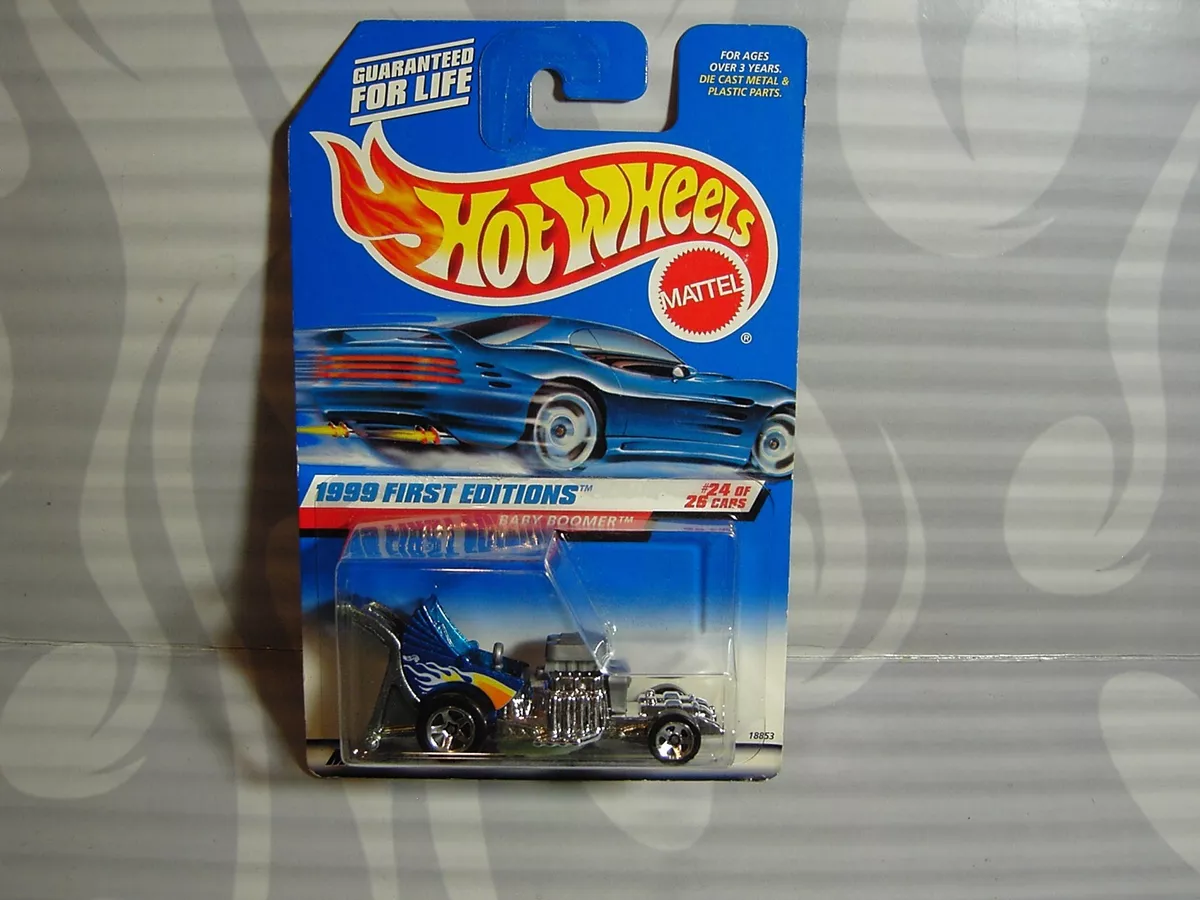 GUARANTEED
FOR LIFE
FOR AGES
OVER 3 YEARS.
DIE CAST METAL &
PLASTIC PARTS.
HOT WHEELS
MATTEL
®
1999 FIRST EDITIONS™
#24 OF
26 CARS
BABY BOOMER™
18853